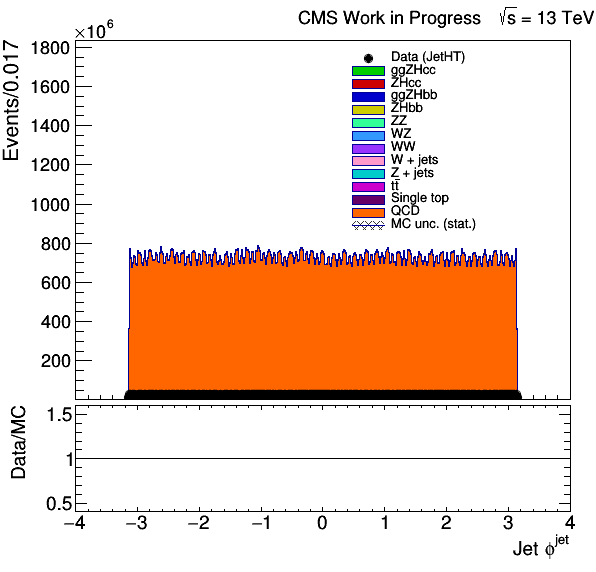 CMS Work in Progress √s = 13 TeV
×10⁶
Events/0.017
1800
1600
1400
1200
1000
800
600
400
200
Data (JetHT)
ggZHcc
ZHcc
ggZHbb
ZHbb
ZZ
WZ
WW
W + jets
Z + jets
tt̄
Single top
QCD
MC unc. (stat.)
Data/MC
1.5
1
0.5
−4 −3 −2 −1 0 1 2 3 4
Jet ϕ^jet